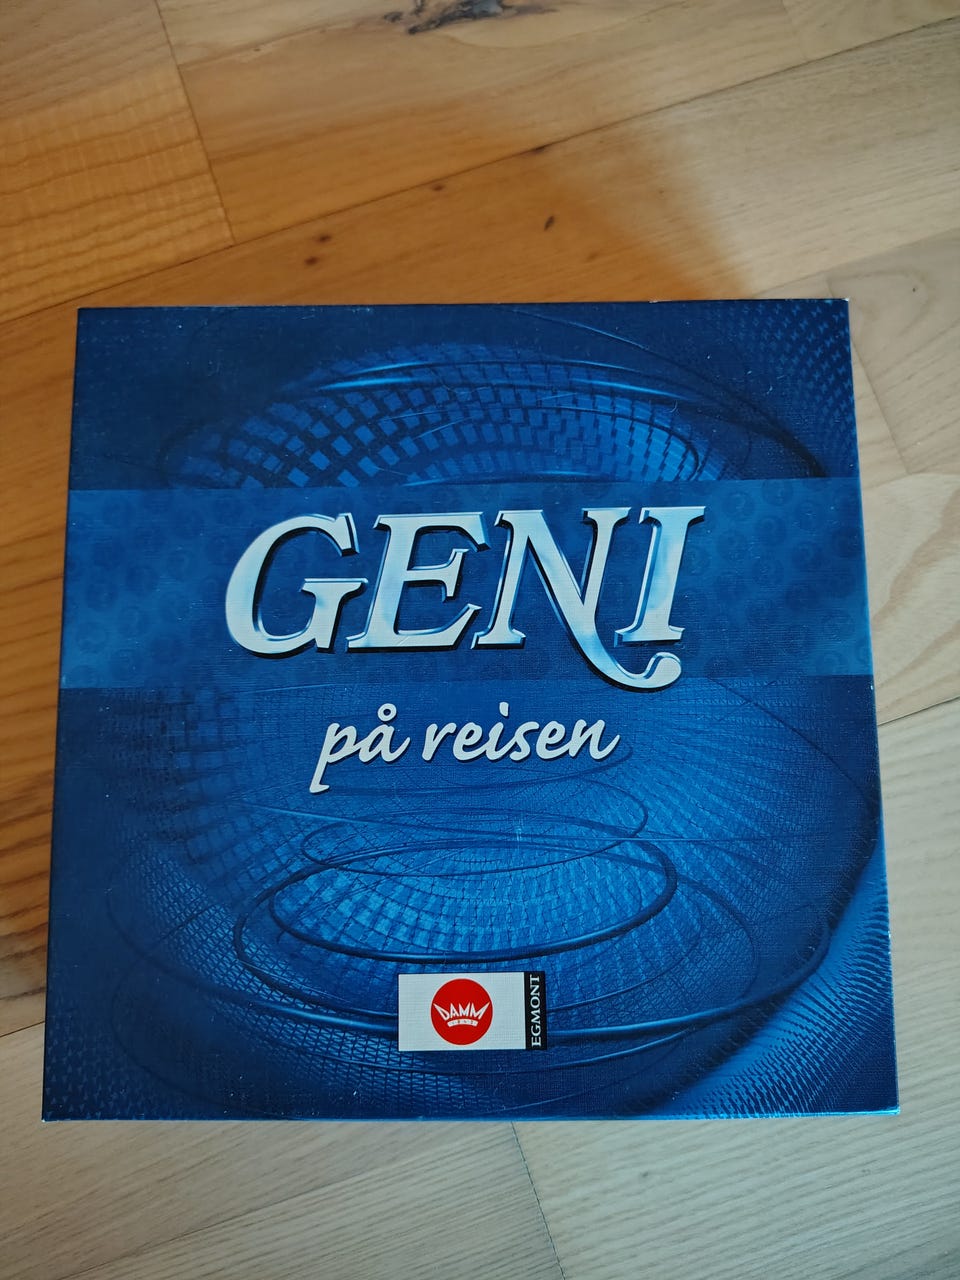 GENI
på reisen
DAMM
EGMONT